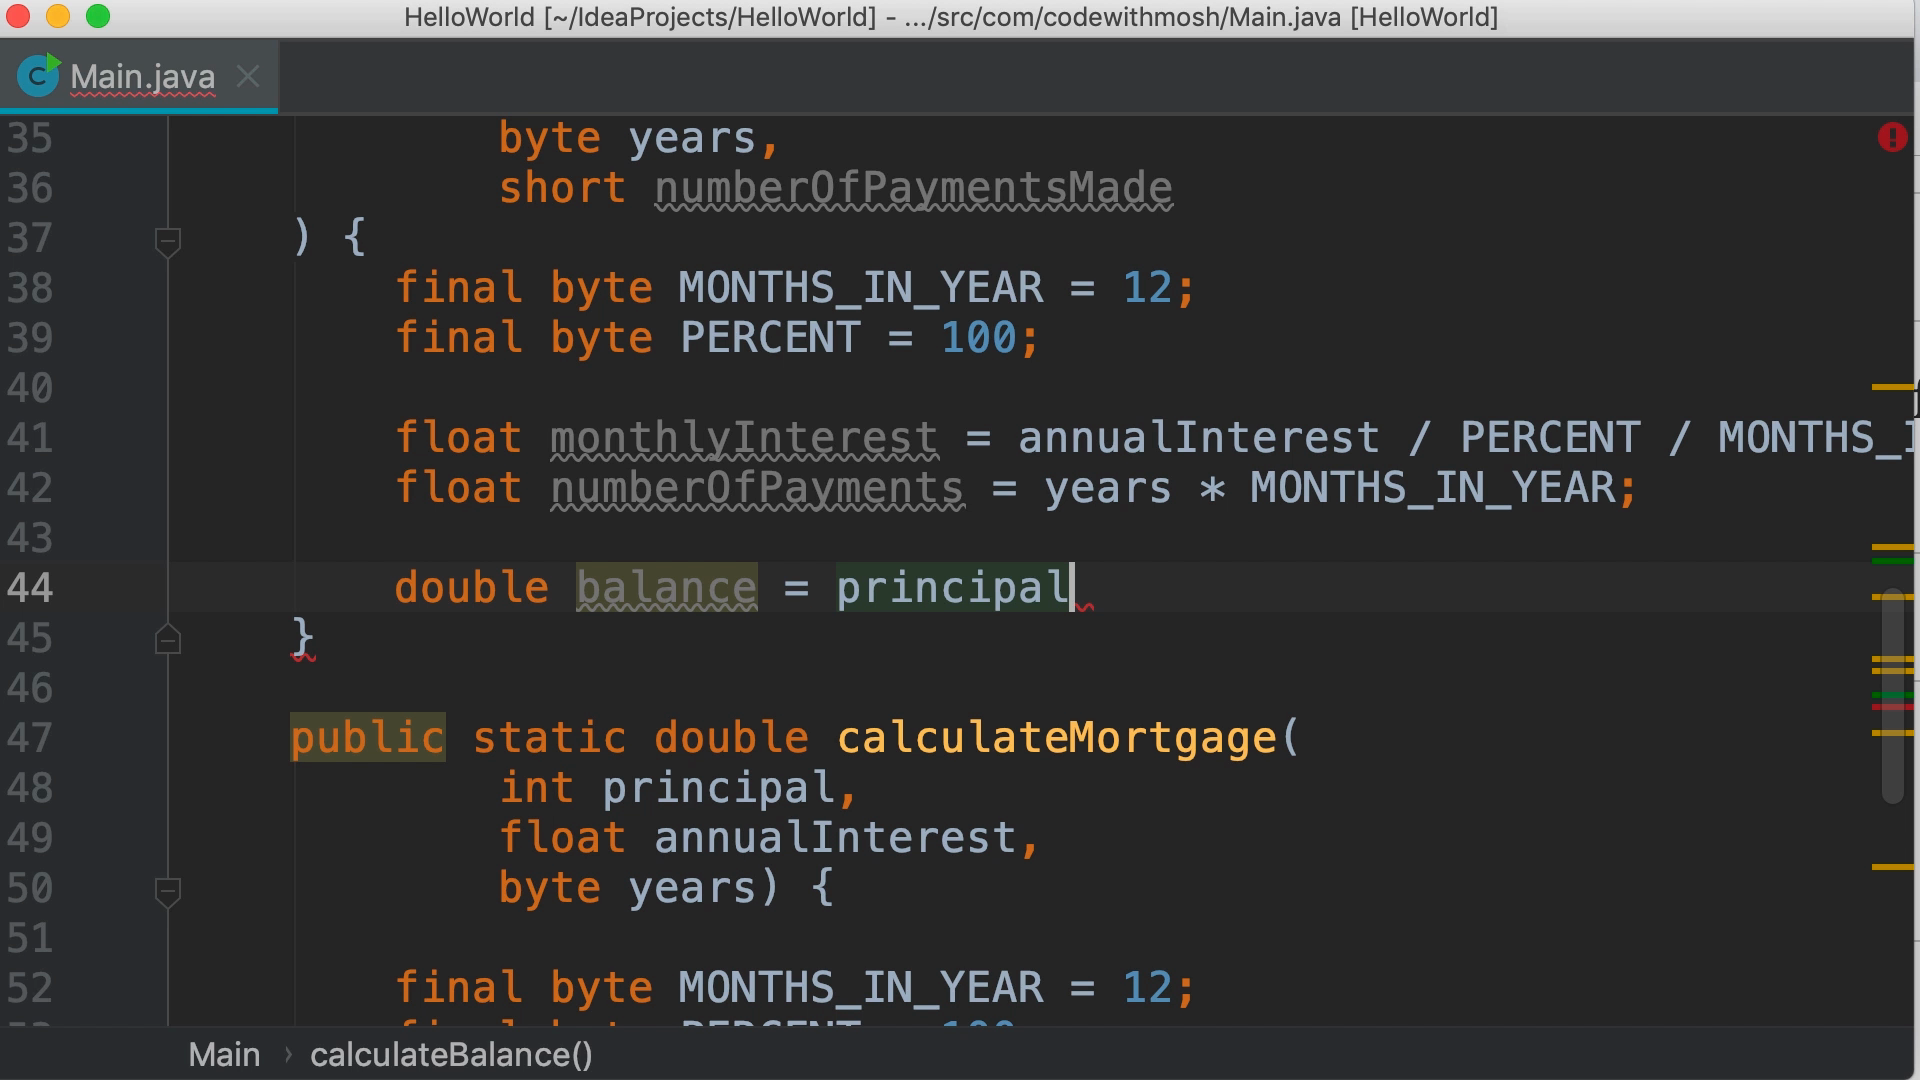 HelloWorld [~/IdeaProjects/HelloWorld] - .../src/com/codewithmosh/Main.java [HelloWorld]
C Main.java
35 byte years,
36 short numberOfPaymentsMade
37 ) {
38 final byte MONTHS_IN_YEAR = 12;
39 final byte PERCENT = 100;
40
41 float monthlyInterest = annualInterest / PERCENT / MONTHS_I
42 float numberOfPayments = years * MONTHS_IN_YEAR;
43
44 double balance = principal
45 }
46
47 public static double calculateMortgage(
48 int principal,
49 float annualInterest,
50 byte years) {
51
52 final byte MONTHS_IN_YEAR = 12;
Main › calculateBalance()